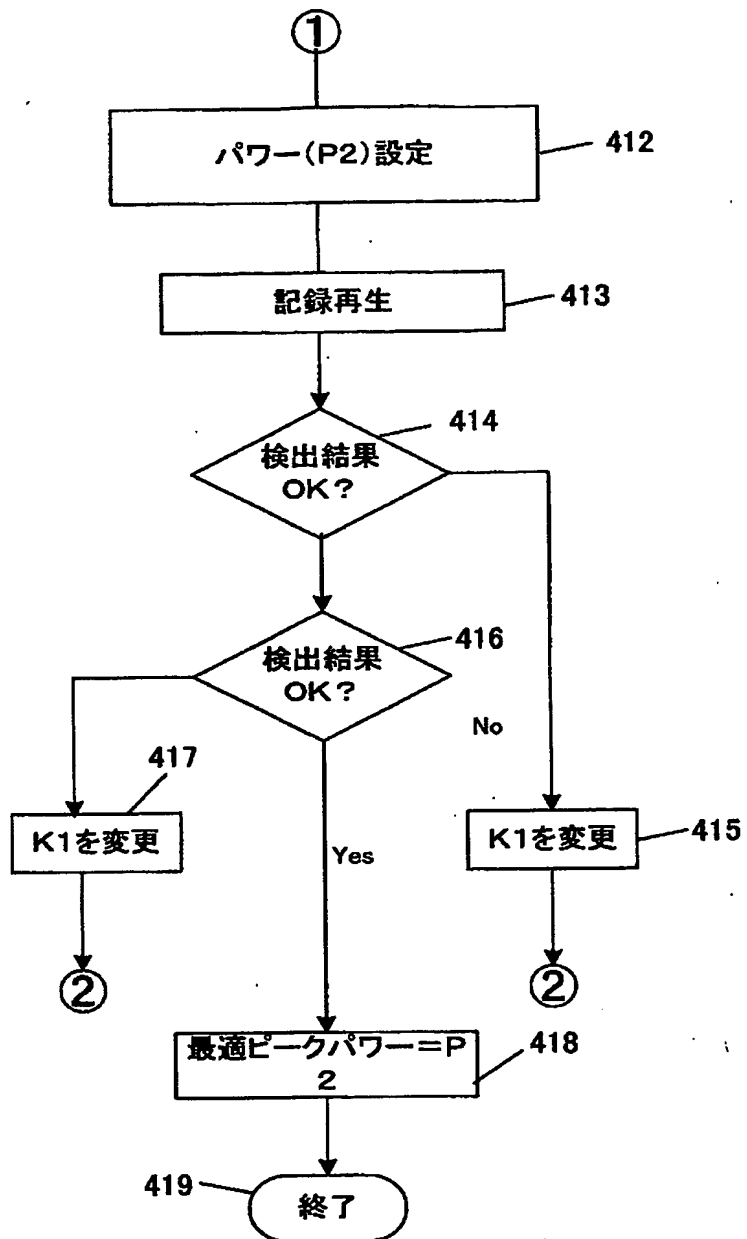 ①
パワー(P2)設定
412
記録再生
413
414
検出結果
OK?
416
検出結果
OK?
No
417
K1を変更
Yes
K1を変更
415
②
②
最適ピークパワー=P
2
418
419
終了